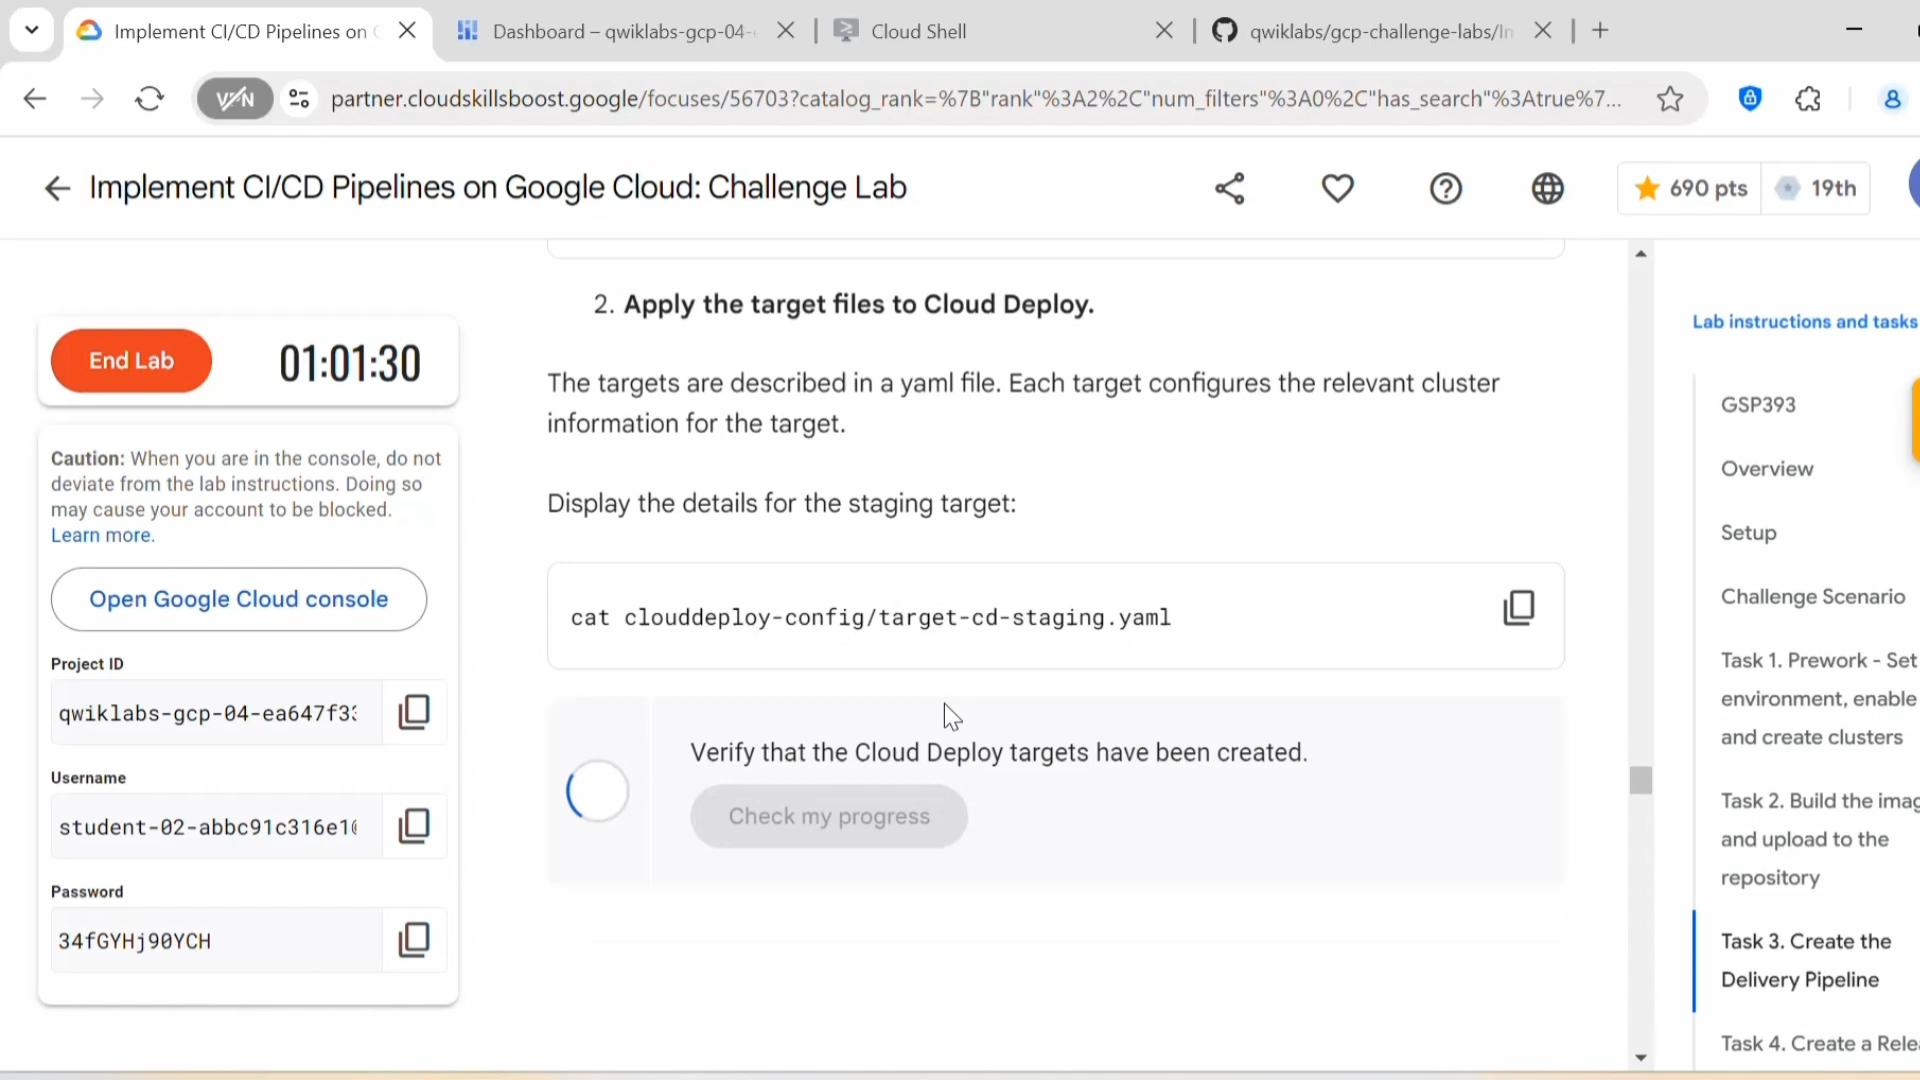 Implement CI/CD Pipelines on
Dashboard – qwiklabs-gcp-04-
Cloud Shell
qwiklabs/gcp-challenge-labs/In
VPN
partner.cloudskillsboost.google/focuses/56703?catalog_rank=%7B"rank"%3A2%2C"num_filters"%3A0%2C"has_search"%3Atrue%7...
Implement CI/CD Pipelines on Google Cloud: Challenge Lab
690 pts
19th
End Lab
01:01:30
Caution: When you are in the console, do not
deviate from the lab instructions. Doing so
may cause your account to be blocked.
Learn more.
Open Google Cloud console
Project ID
qwiklabs-gcp-04-ea647f33
Username
student-02-abbc91c316e1@
Password
34fGYHj90YCH
2. Apply the target files to Cloud Deploy.
The targets are described in a yaml file. Each target configures the relevant cluster
information for the target.
Display the details for the staging target:
cat clouddeploy-config/target-cd-staging.yaml
Verify that the Cloud Deploy targets have been created.
Check my progress
Lab instructions and tasks
GSP393
Overview
Setup
Challenge Scenario
Task 1. Prework - Set
environment, enable
and create clusters
Task 2. Build the imag
and upload to the
repository
Task 3. Create the
Delivery Pipeline
Task 4. Create a Rele